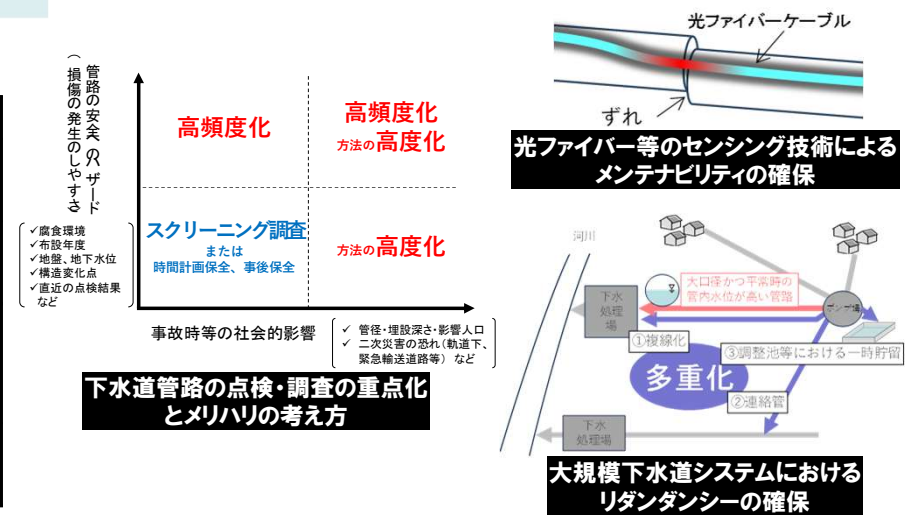 管路の安全へのハザード
(損傷の発生のしやすさ
✓腐食環境
✓布設年度
✓地盤、地下水位
✓構造変化点
✓直近の点検結果
など
高頻度化
高頻度化
方法の高度化
スクリーニング調査
または
時間計画保全、事後保全
方法の高度化
事故時等の社会的影響
✓ 管径・埋設深さ・影響人口
✓ 二次災害の恐れ(軌道下、
緊急輸送道路等) など
下水道管路の点検・調査の重点化
とメリハリの考え方
光ファイバーケーブル
ずれ
光ファイバー等のセンシング技術による
メンテナビリティの確保
河川
大口径かつ平常時の
管内水位が高い管路
下水
処理
場
ポンプ場
①複線化
③調整池等における一時貯留
多重化
②連絡管
下水
処理場
大規模下水道システムにおける
リダンダンシーの確保